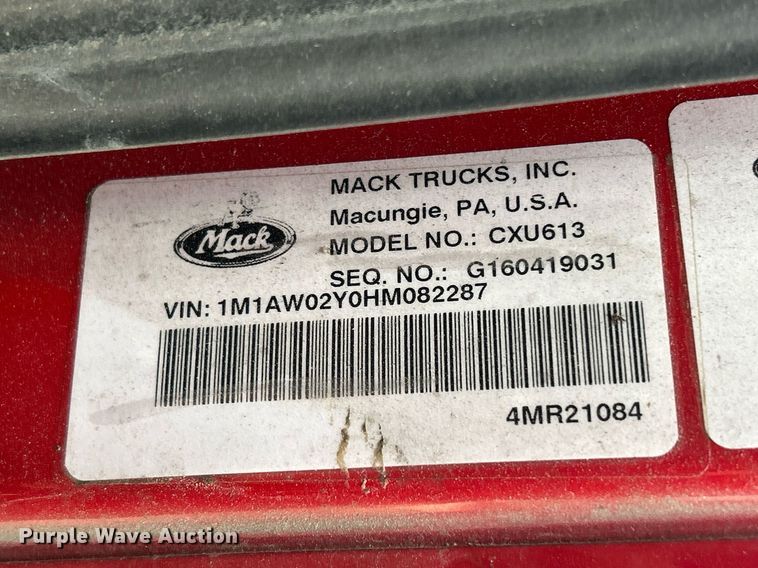 MACK TRUCKS, INC.
Macungie, PA, U.S.A.
Mack
MODEL NO.: CXU613
SEQ. NO.: G160419031
VIN: 1M1AW02Y0HM082287
4MR21084
Purple Wave Auction